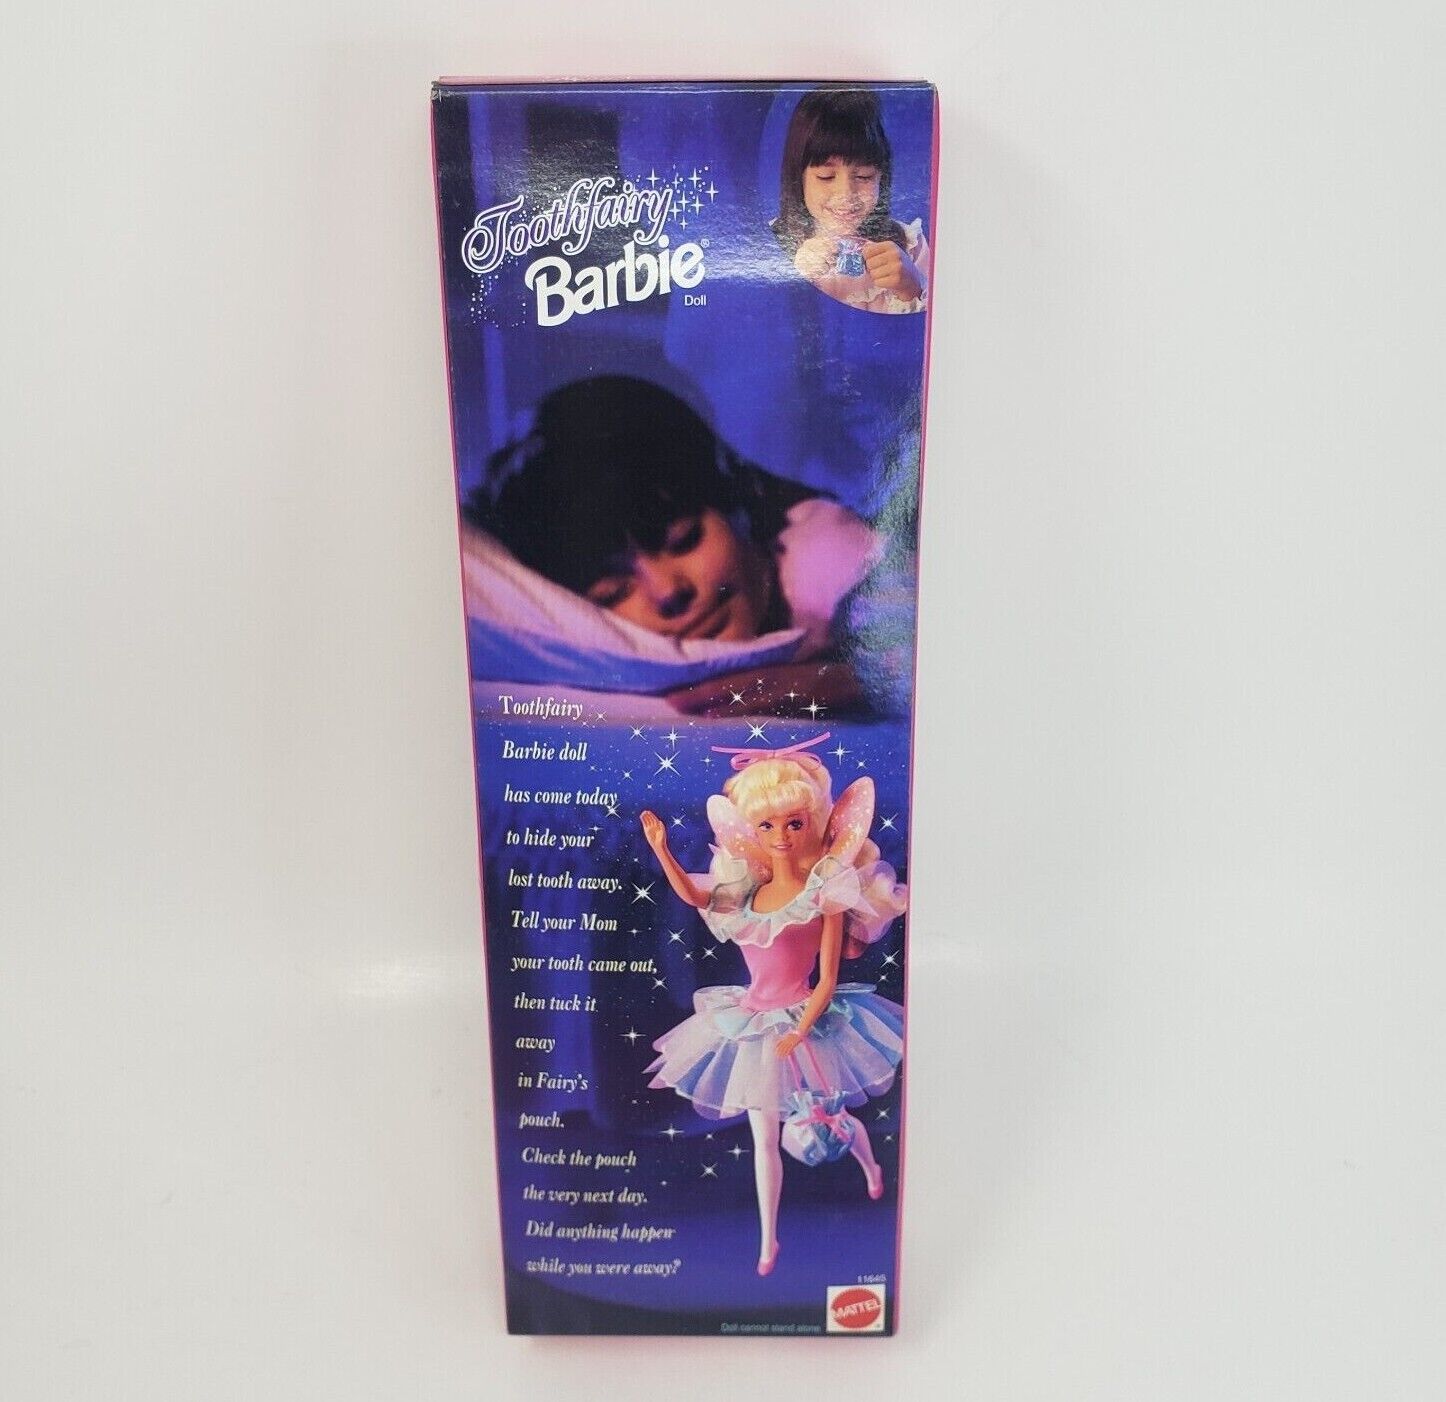 Toothfairy
Barbie®
Doll
Toothfairy
Barbie doll
has come today
to hide your
lost tooth away.
Tell your Mom
your tooth came out,
then tuck it
away
in Fairy's
pouch.
Check the pouch
the very next day.
Did anything happen
while you were away?
11645
MATTEL
Doll cannot stand alone